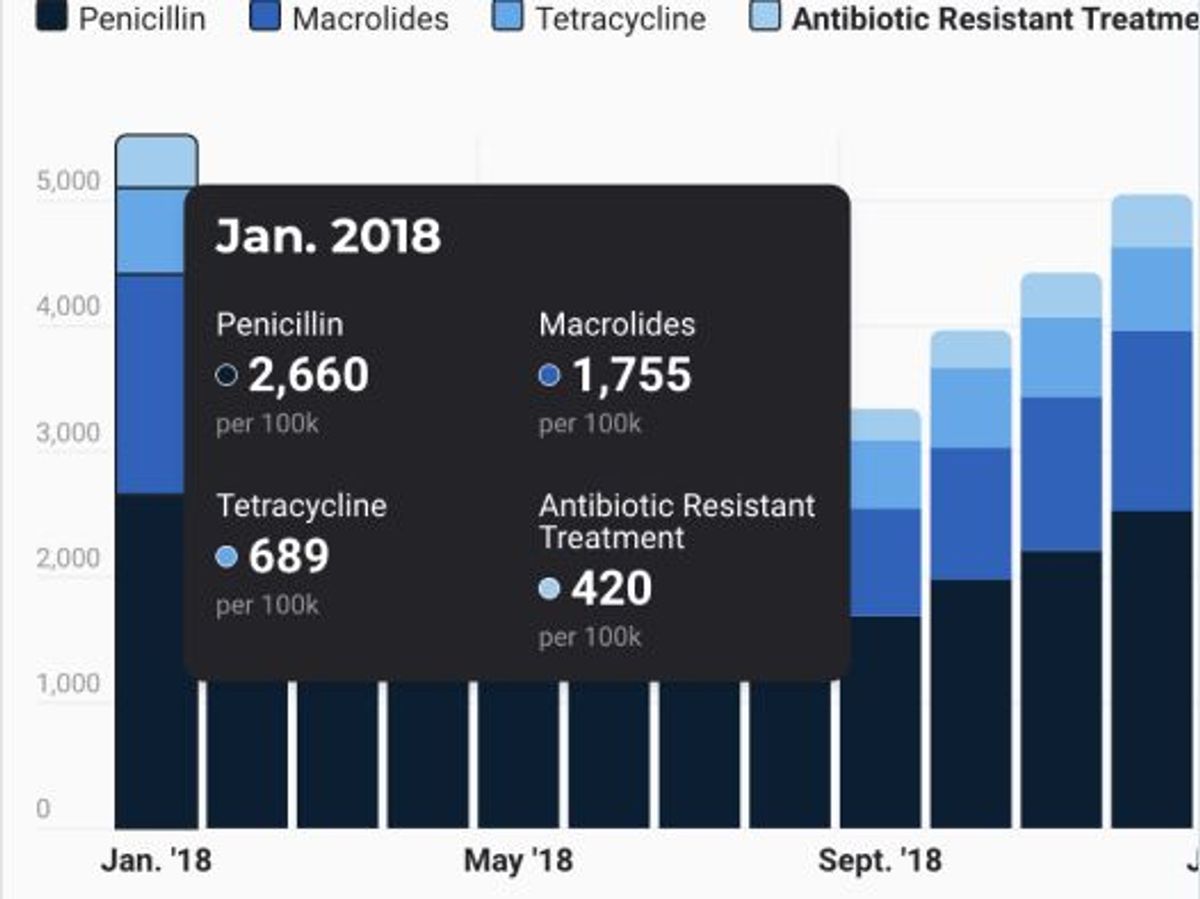 Penicillin Macrolides Tetracycline Antibiotic Resistant Treatme
5,000
4,000
3,000
2,000
1,000
0
Jan. 2018
Penicillin Macrolides
2,660 1,755
per 100k per 100k
Tetracycline Antibiotic Resistant
Treatment
689 420
per 100k per 100k
Jan. '18 May '18 Sept. '18